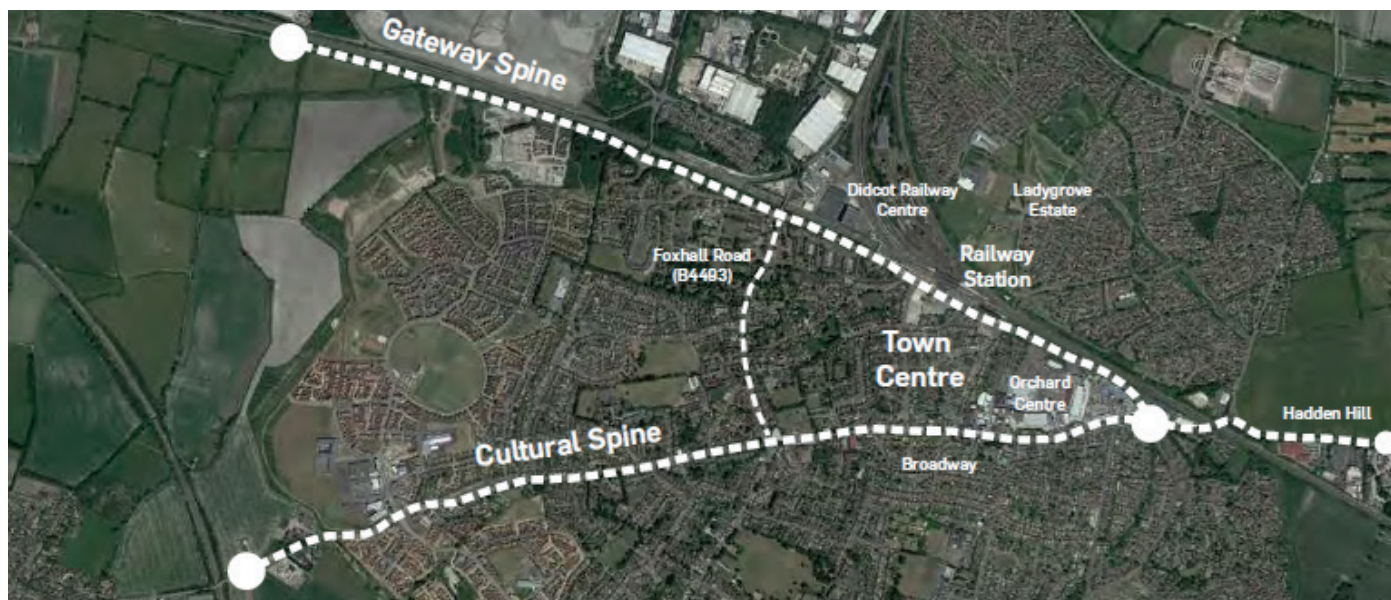 Gateway Spine
Didcot Railway
Centre
Ladygrove
Estate
Foxhall Road
(B4493)
Railway
Station
Town
Centre
Orchard
Centre
Hadden Hill
Cultural Spine
Broadway